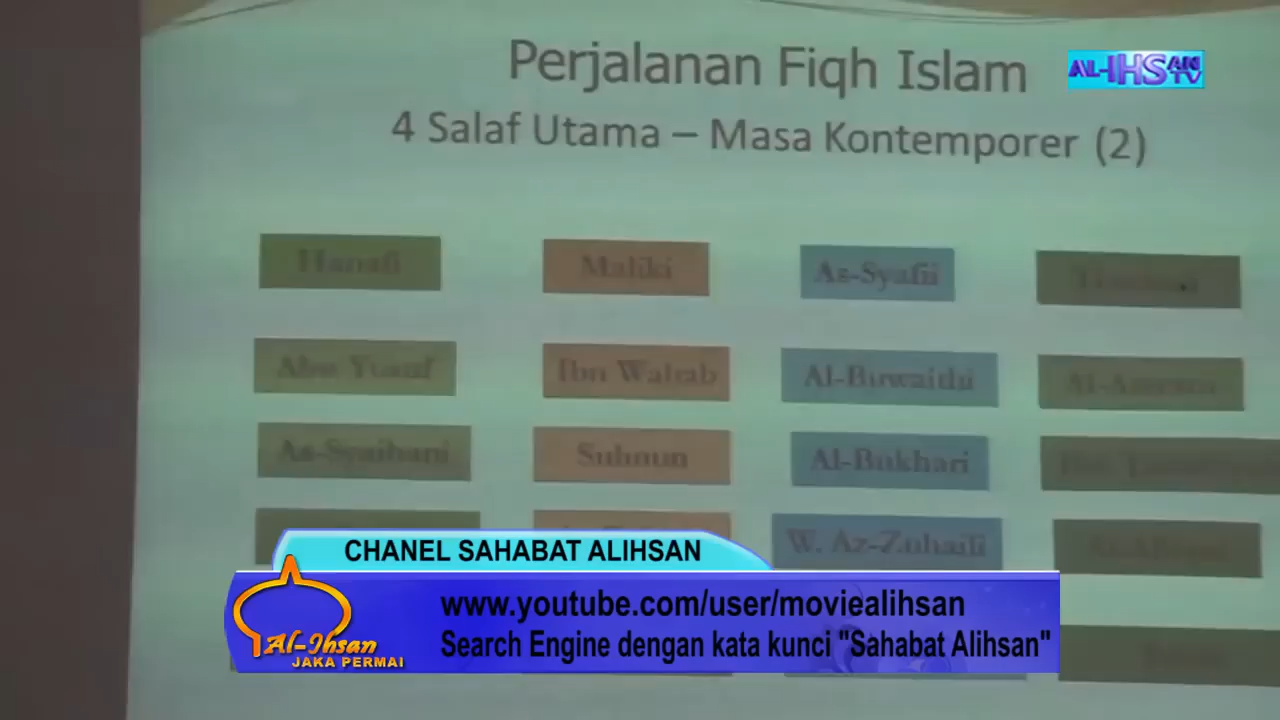 Perjalanan Fiqh Islam
AL-IHSAN TV
4 Salaf Utama – Masa Kontemporer (2)
Hanafi
Maliki
As-Syafii
Abu Yusuf
Ibn Wahab
Al-Buwaidu
As-Syaibani
Suhnun
Al-Bukhari
W. Az-Zuhaili
CHANEL SAHABAT ALIHSAN
www.youtube.com/user/moviealihsan
Search Engine dengan kata kunci "Sahabat Alihsan"
Al-Ihsan
JAKA PERMAI